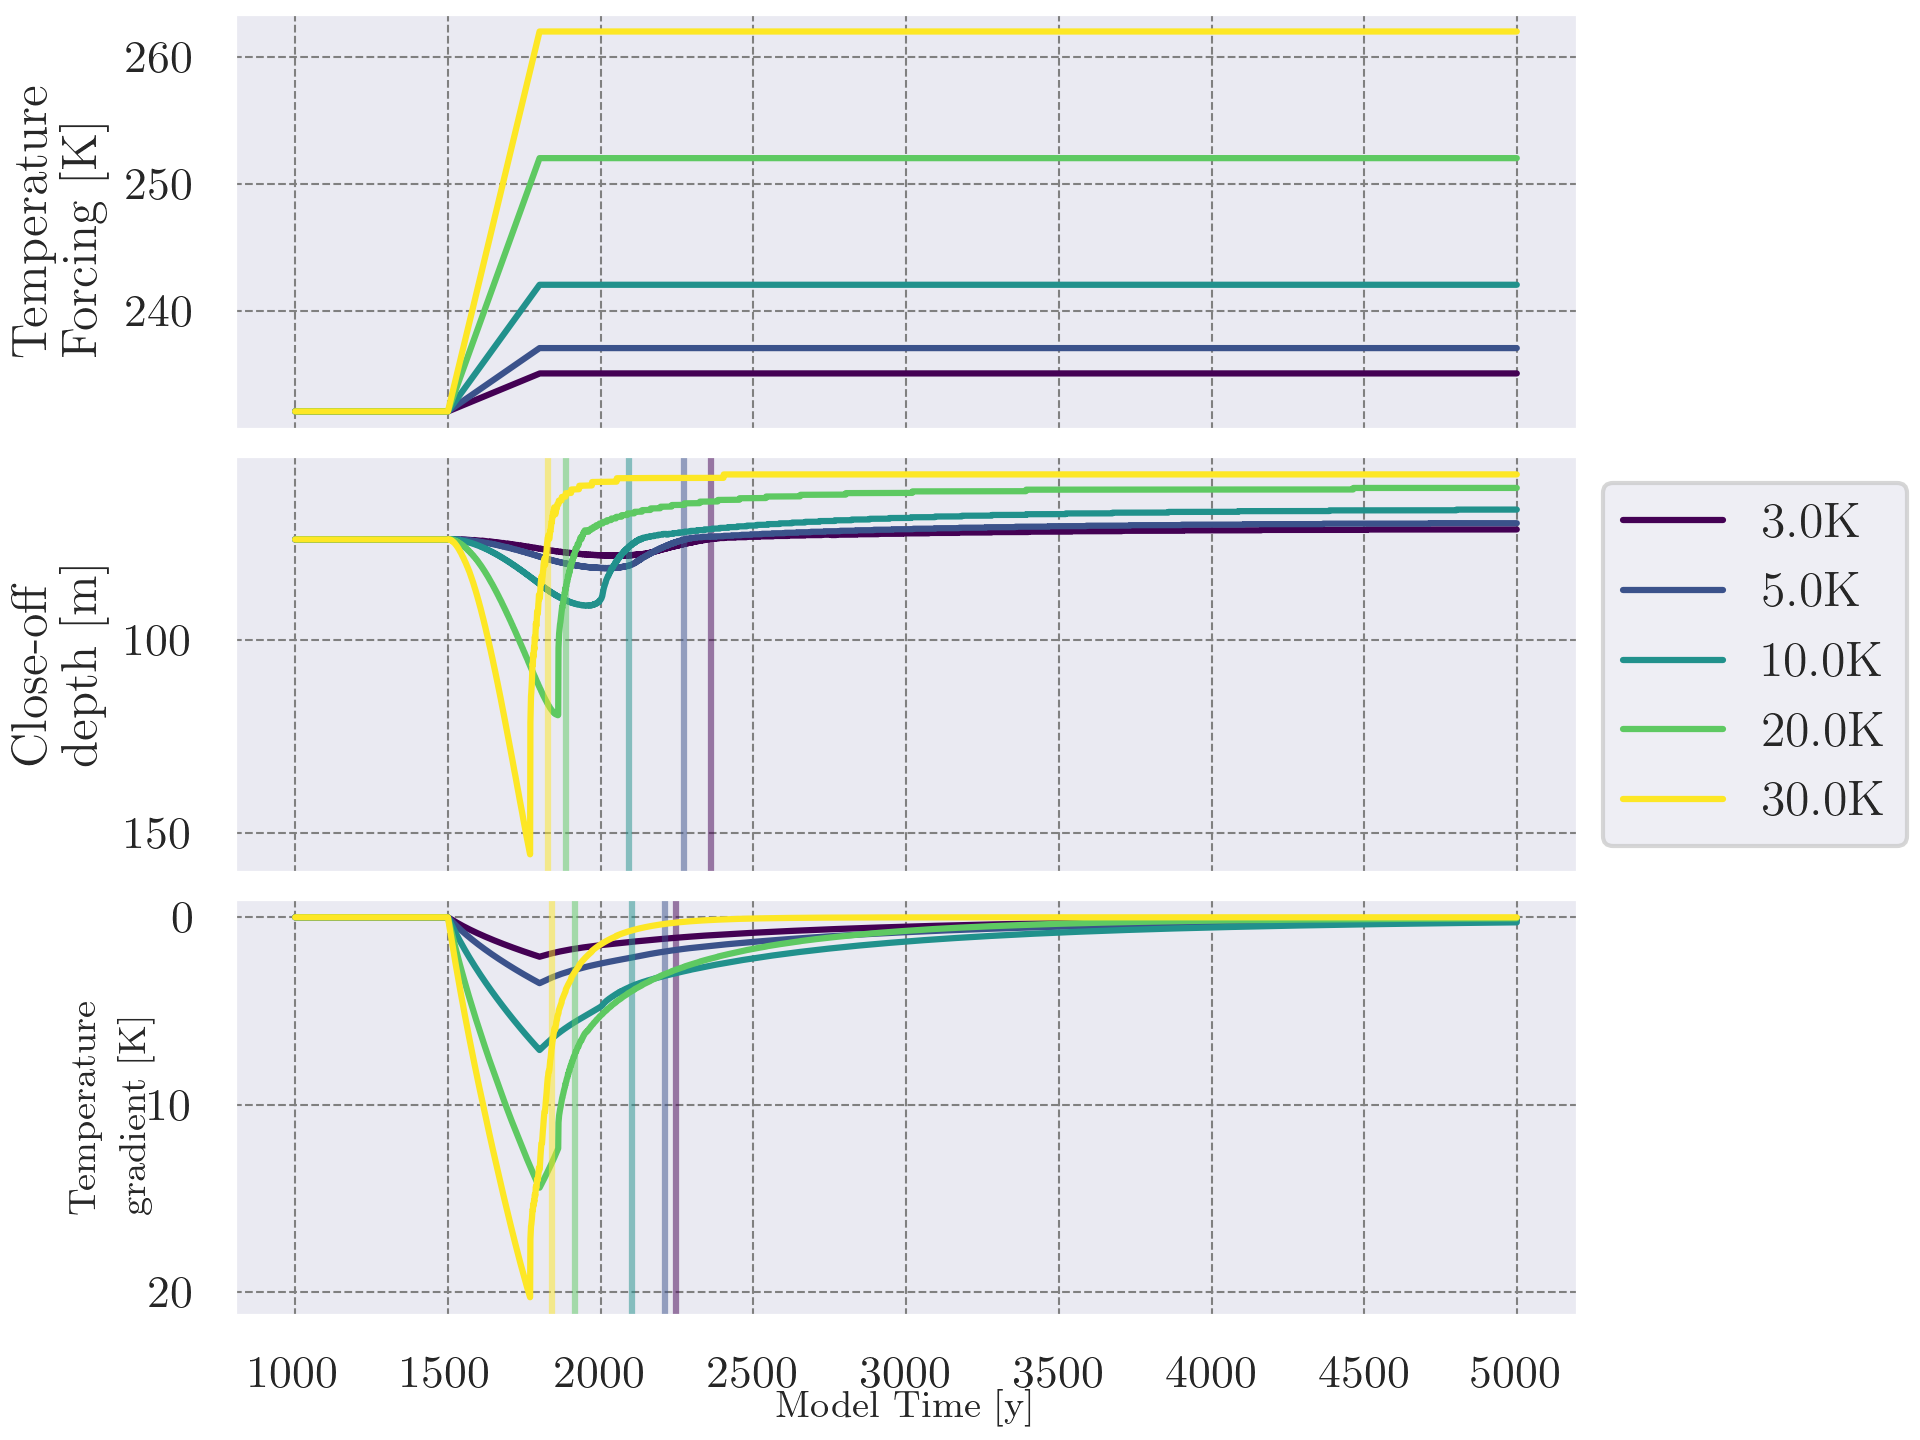 Temperature
Forcing [K]
260
250
240
Close-off
depth [m]
100
150
3.0K
5.0K
10.0K
20.0K
30.0K
Temperature
gradient [K]
0
10
20
1000 1500 2000 2500 3000 3500 4000 4500 5000
Model Time [y]